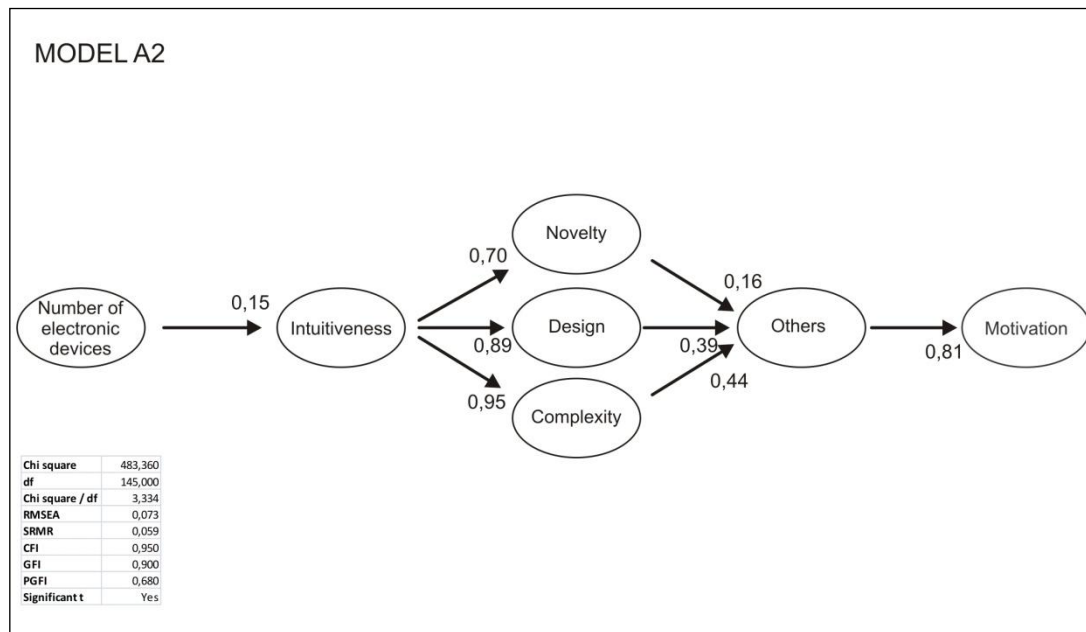 MODEL A2
Novelty
0,70
0,16
Number of
electronic
devices
0,15
Intuitiveness
Design
Others
Motivation
0,89
0,39
0,81
0,95
0,44
Complexity
Chi square 483,360
df 145,000
Chi square / df 3,334
RMSEA 0,073
SRMR 0,059
CFI 0,950
GFI 0,900
PGFI 0,680
Significant t Yes